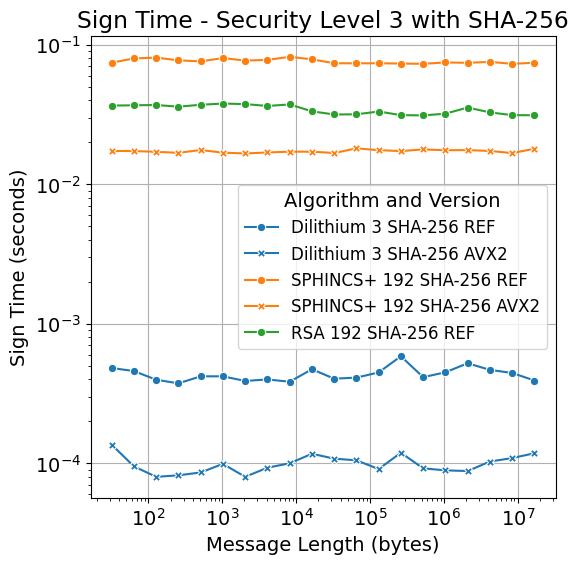 Sign Time - Security Level 3 with SHA-256
10⁻¹
10⁻²
10⁻³
10⁻⁴
Sign Time (seconds)
Algorithm and Version
Dilithium 3 SHA-256 REF
Dilithium 3 SHA-256 AVX2
SPHINCS+ 192 SHA-256 REF
SPHINCS+ 192 SHA-256 AVX2
RSA 192 SHA-256 REF
10² 10³ 10⁴ 10⁵ 10⁶ 10⁷
Message Length (bytes)